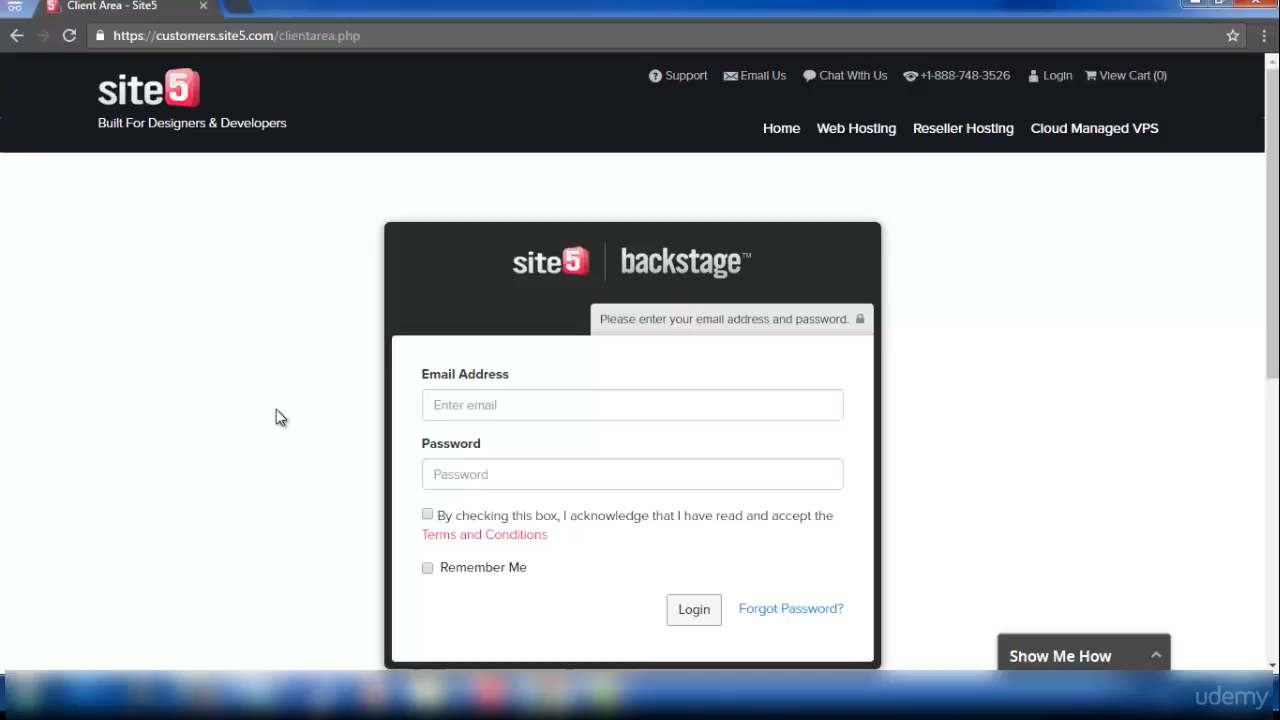 Client Area - Site5
https://customers.site5.com/clientarea.php
site5
Built For Designers & Developers
Support Email Us Chat With Us +1-888-748-3526 Login View Cart (0)
Home Web Hosting Reseller Hosting Cloud Managed VPS
site5 backstage™
Please enter your email address and password.
Email Address
Enter email
Password
Password
By checking this box, I acknowledge that I have read and accept the
Terms and Conditions
Remember Me
Login Forgot Password?
Show Me How
udemy